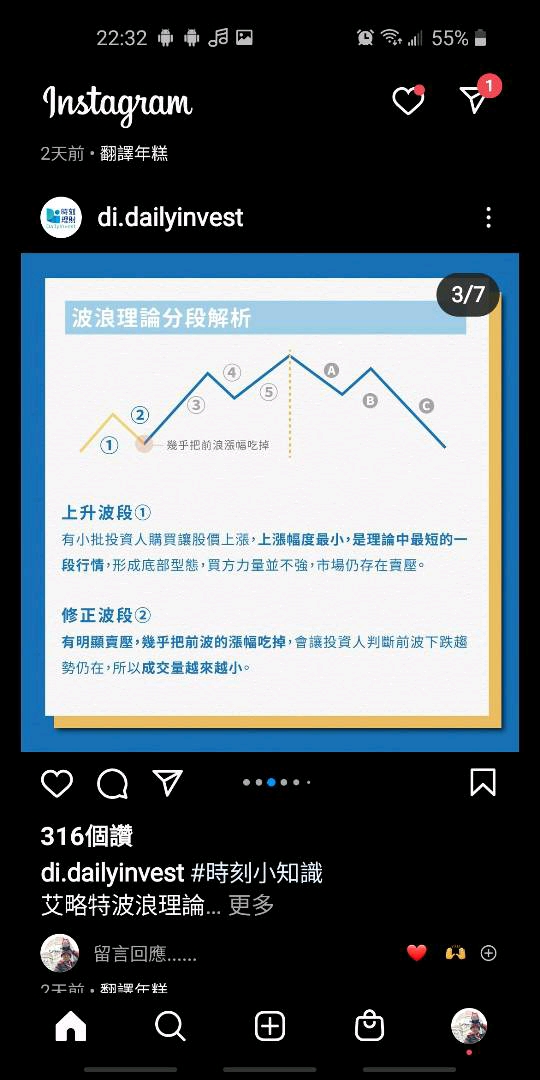 22:32
55%
Instagram
1
2天前 • 翻譯年糕
時刻
理財
di.dailyinvest
3/7
波浪理論分段解析
④
A
②
③
⑤
B
C
①
幾乎把前浪漲幅吃掉
上升波段①
有小批投資人購買讓股價上漲，上漲幅度最小，是理論中最短的一
段行情，形成底部型態，買方力量並不強，市場仍存在賣壓。
修正波段②
有明顯賣壓，幾乎把前波的漲幅吃掉，會讓投資人判斷前波下跌趨
勢仍在，所以成交量越來越小。
316個讚
di.dailyinvest #時刻小知識
艾略特波浪理論... 更多
留言回應......
2天前 • 翻譯年糕